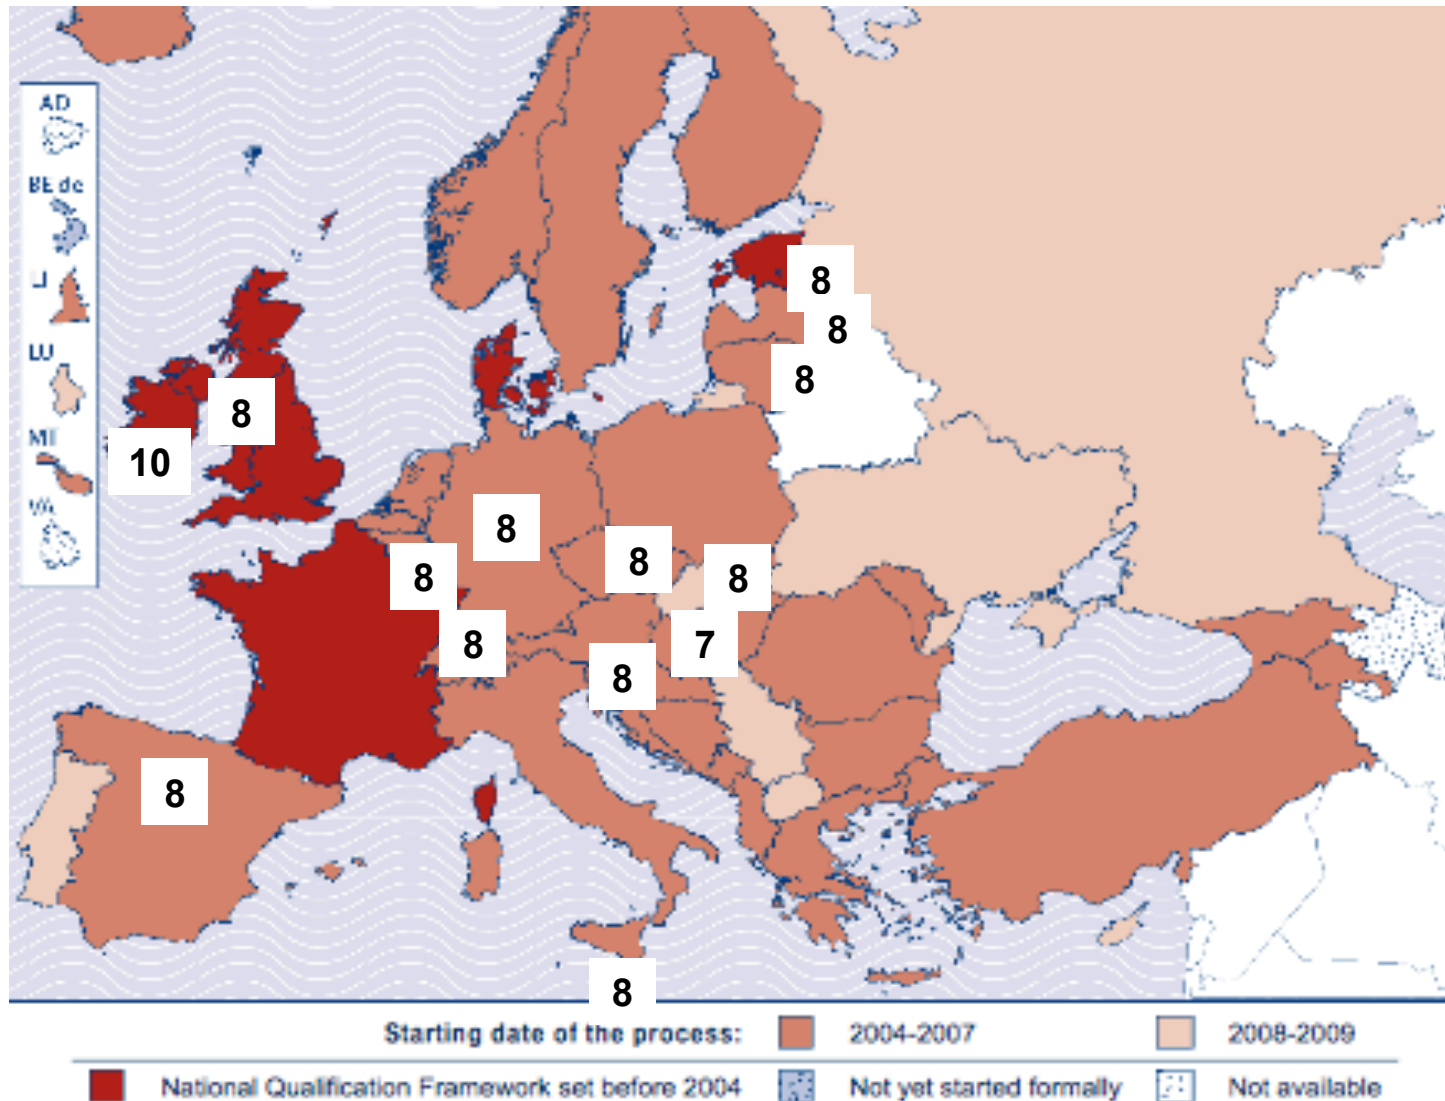 AD
BE de
LI
LU
MT
VA
8
8
8
8
10
8
8
8
8
8
7
8
8
8
Starting date of the process: 2004-2007 2008-2009
National Qualification Framework set before 2004 Not yet started formally Not available